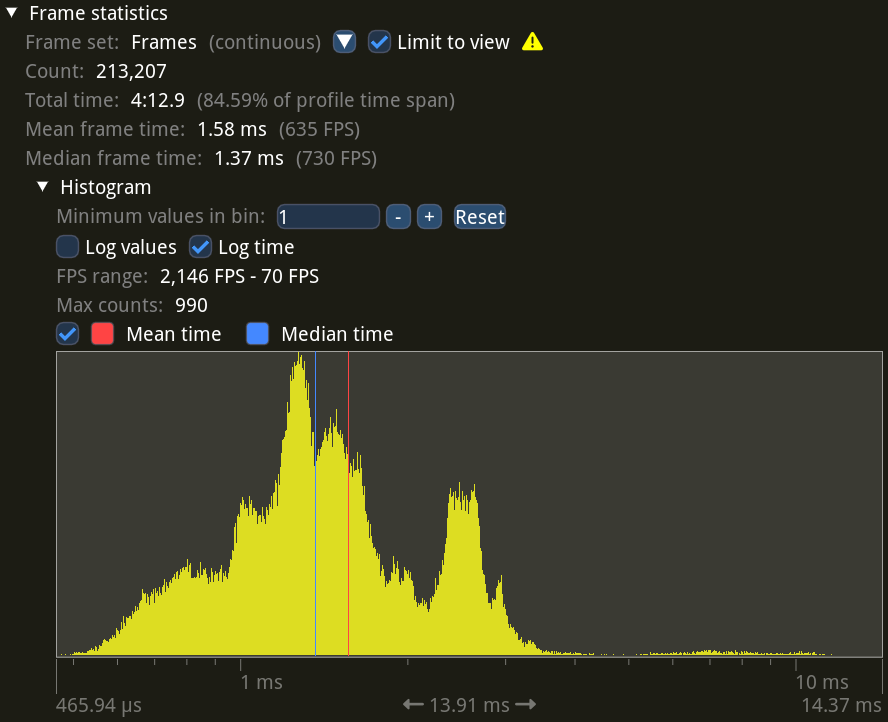 Frame statistics
Frame set: Frames (continuous) Limit to view
Count: 213,207
Total time: 4:12.9 (84.59% of profile time span)
Mean frame time: 1.58 ms (635 FPS)
Median frame time: 1.37 ms (730 FPS)
Histogram
Minimum values in bin: 1 - + Reset
Log values Log time
FPS range: 2,146 FPS - 70 FPS
Max counts: 990
Mean time Median time
1 ms 10 ms
465.94 μs 13.91 ms 14.37 ms